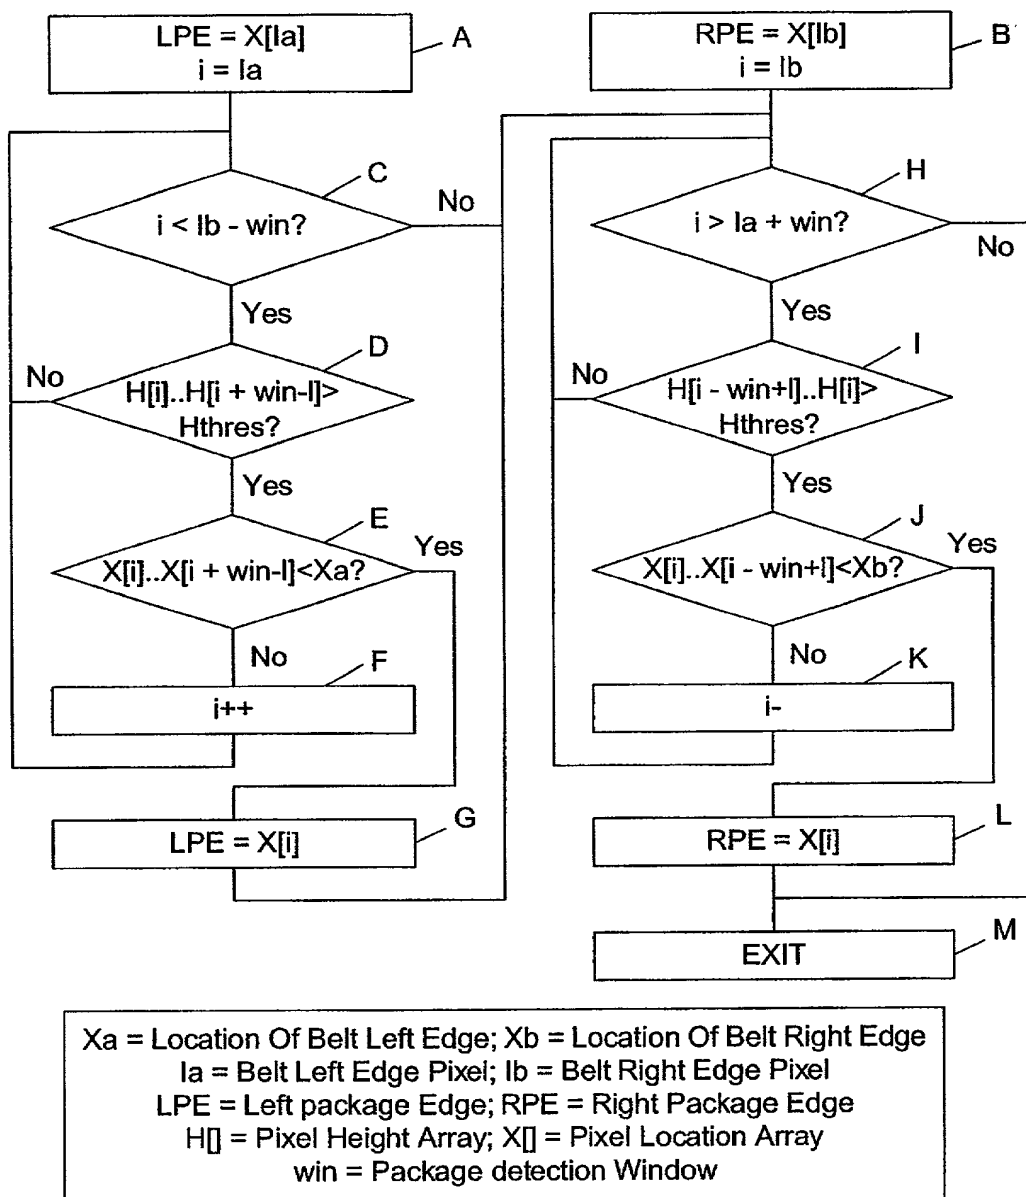 LPE = X[Ia]
i = Ia
A
C
i < Ib - win?
No
Yes
D
No
H[i]..H[i + win-I]>
Hthres?
Yes
E
Yes
X[i]..X[i + win-I]<Xa?
No
F
i++
G
LPE = X[i]
RPE = X[Ib]
i = Ib
B
H
i > Ia + win?
No
Yes
I
No
H[i - win+I]..H[i]>
Hthres?
Yes
J
Yes
X[i]..X[i - win+I]<Xb?
No
K
i-
L
RPE = X[i]
M
EXIT
Xa = Location Of Belt Left Edge; Xb = Location Of Belt Right Edge
Ia = Belt Left Edge Pixel; Ib = Belt Right Edge Pixel
LPE = Left package Edge; RPE = Right Package Edge
H[] = Pixel Height Array; X[] = Pixel Location Array
win = Package detection Window